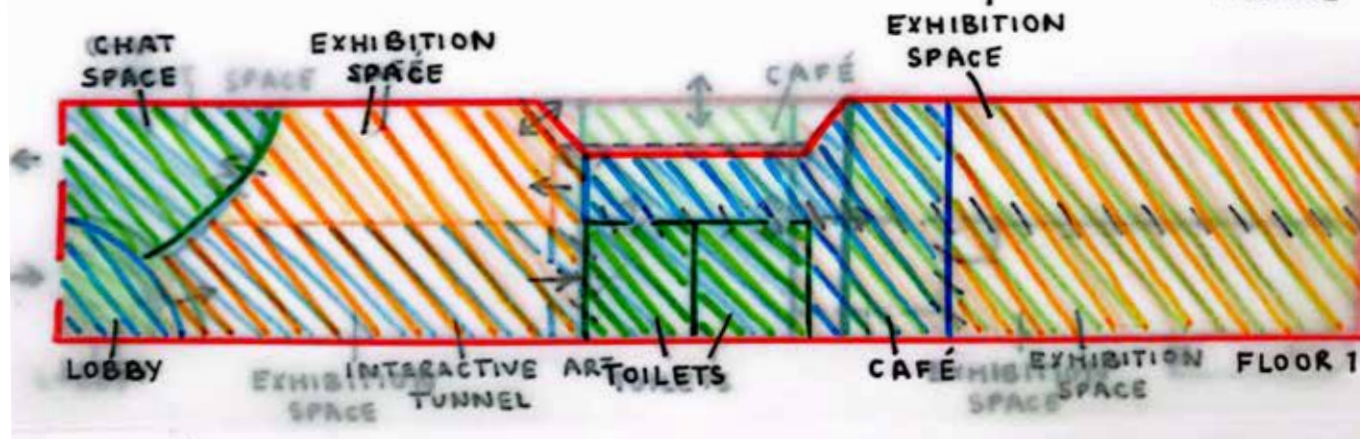 CHAT
SPACE
EXHIBITION
SPACE
SPACE
CAFÉ
EXHIBITION
SPACE
LOBBY
EXHIBITION
SPACE
INTERACTIVE ART
TUNNEL
TOILETS
CAFÉ
EXHIBITION
SPACE
EXHIBITION
SPACE
FLOOR 1